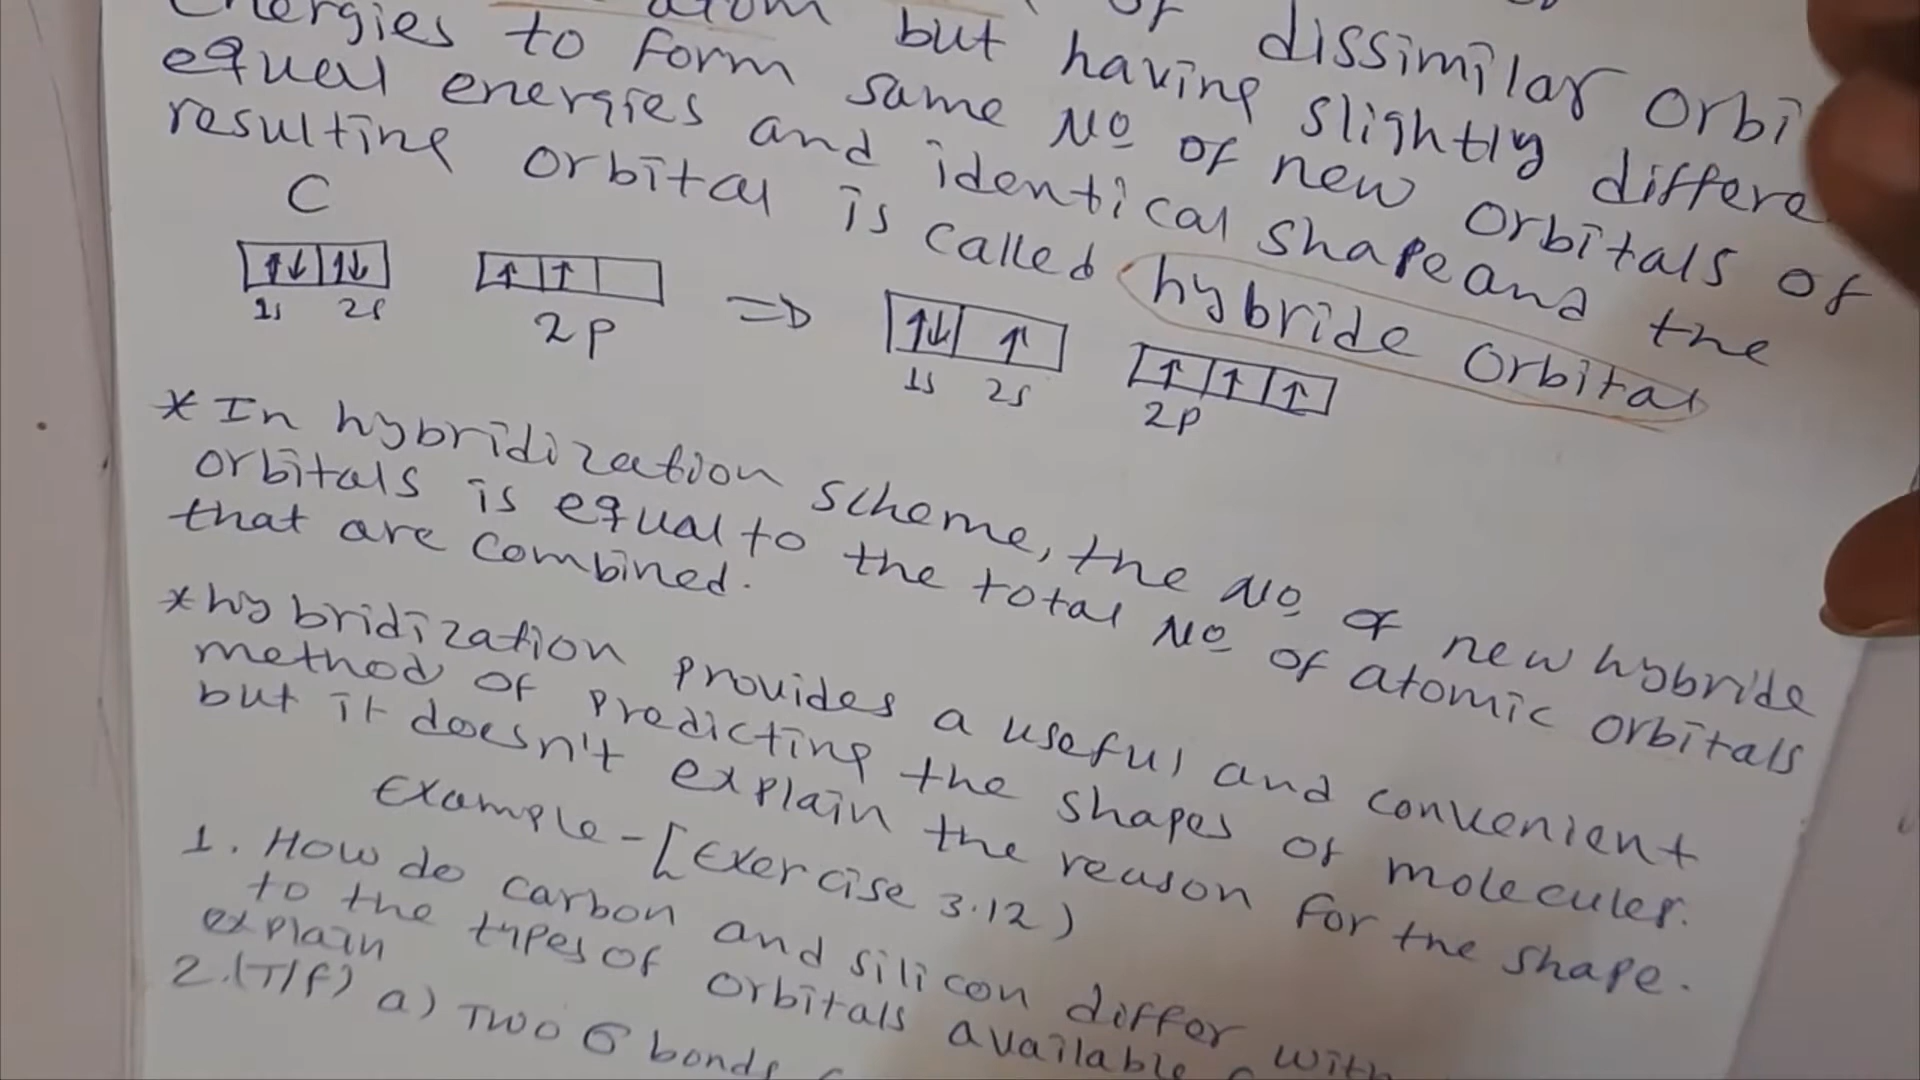 energies atom of dissimilar orbi
equal energies to form but having slightly differe
resulting orbital and identical same No of new orbitals of
is called shape and the
hybride orbital
C
↑↓ ↑↓ ↑ ↑ ⇒ ↑↓ ↑ ↑ ↑ ↑
1s 2s 2p 1s 2s 2p
* In hybridization scheme, the No of new hybride
orbitals is equal to the total No of atomic orbitals
that are combined.
* hybridization provides a useful and convenient
method of predicting the shapes of molecules.
but it doesn't explain the reason for the shape.
Example - [Exercise 3.12)
1. How do carbon and silicon differ with
to the types of orbitals available
explain
2. (T/F) a) Two σ bonds